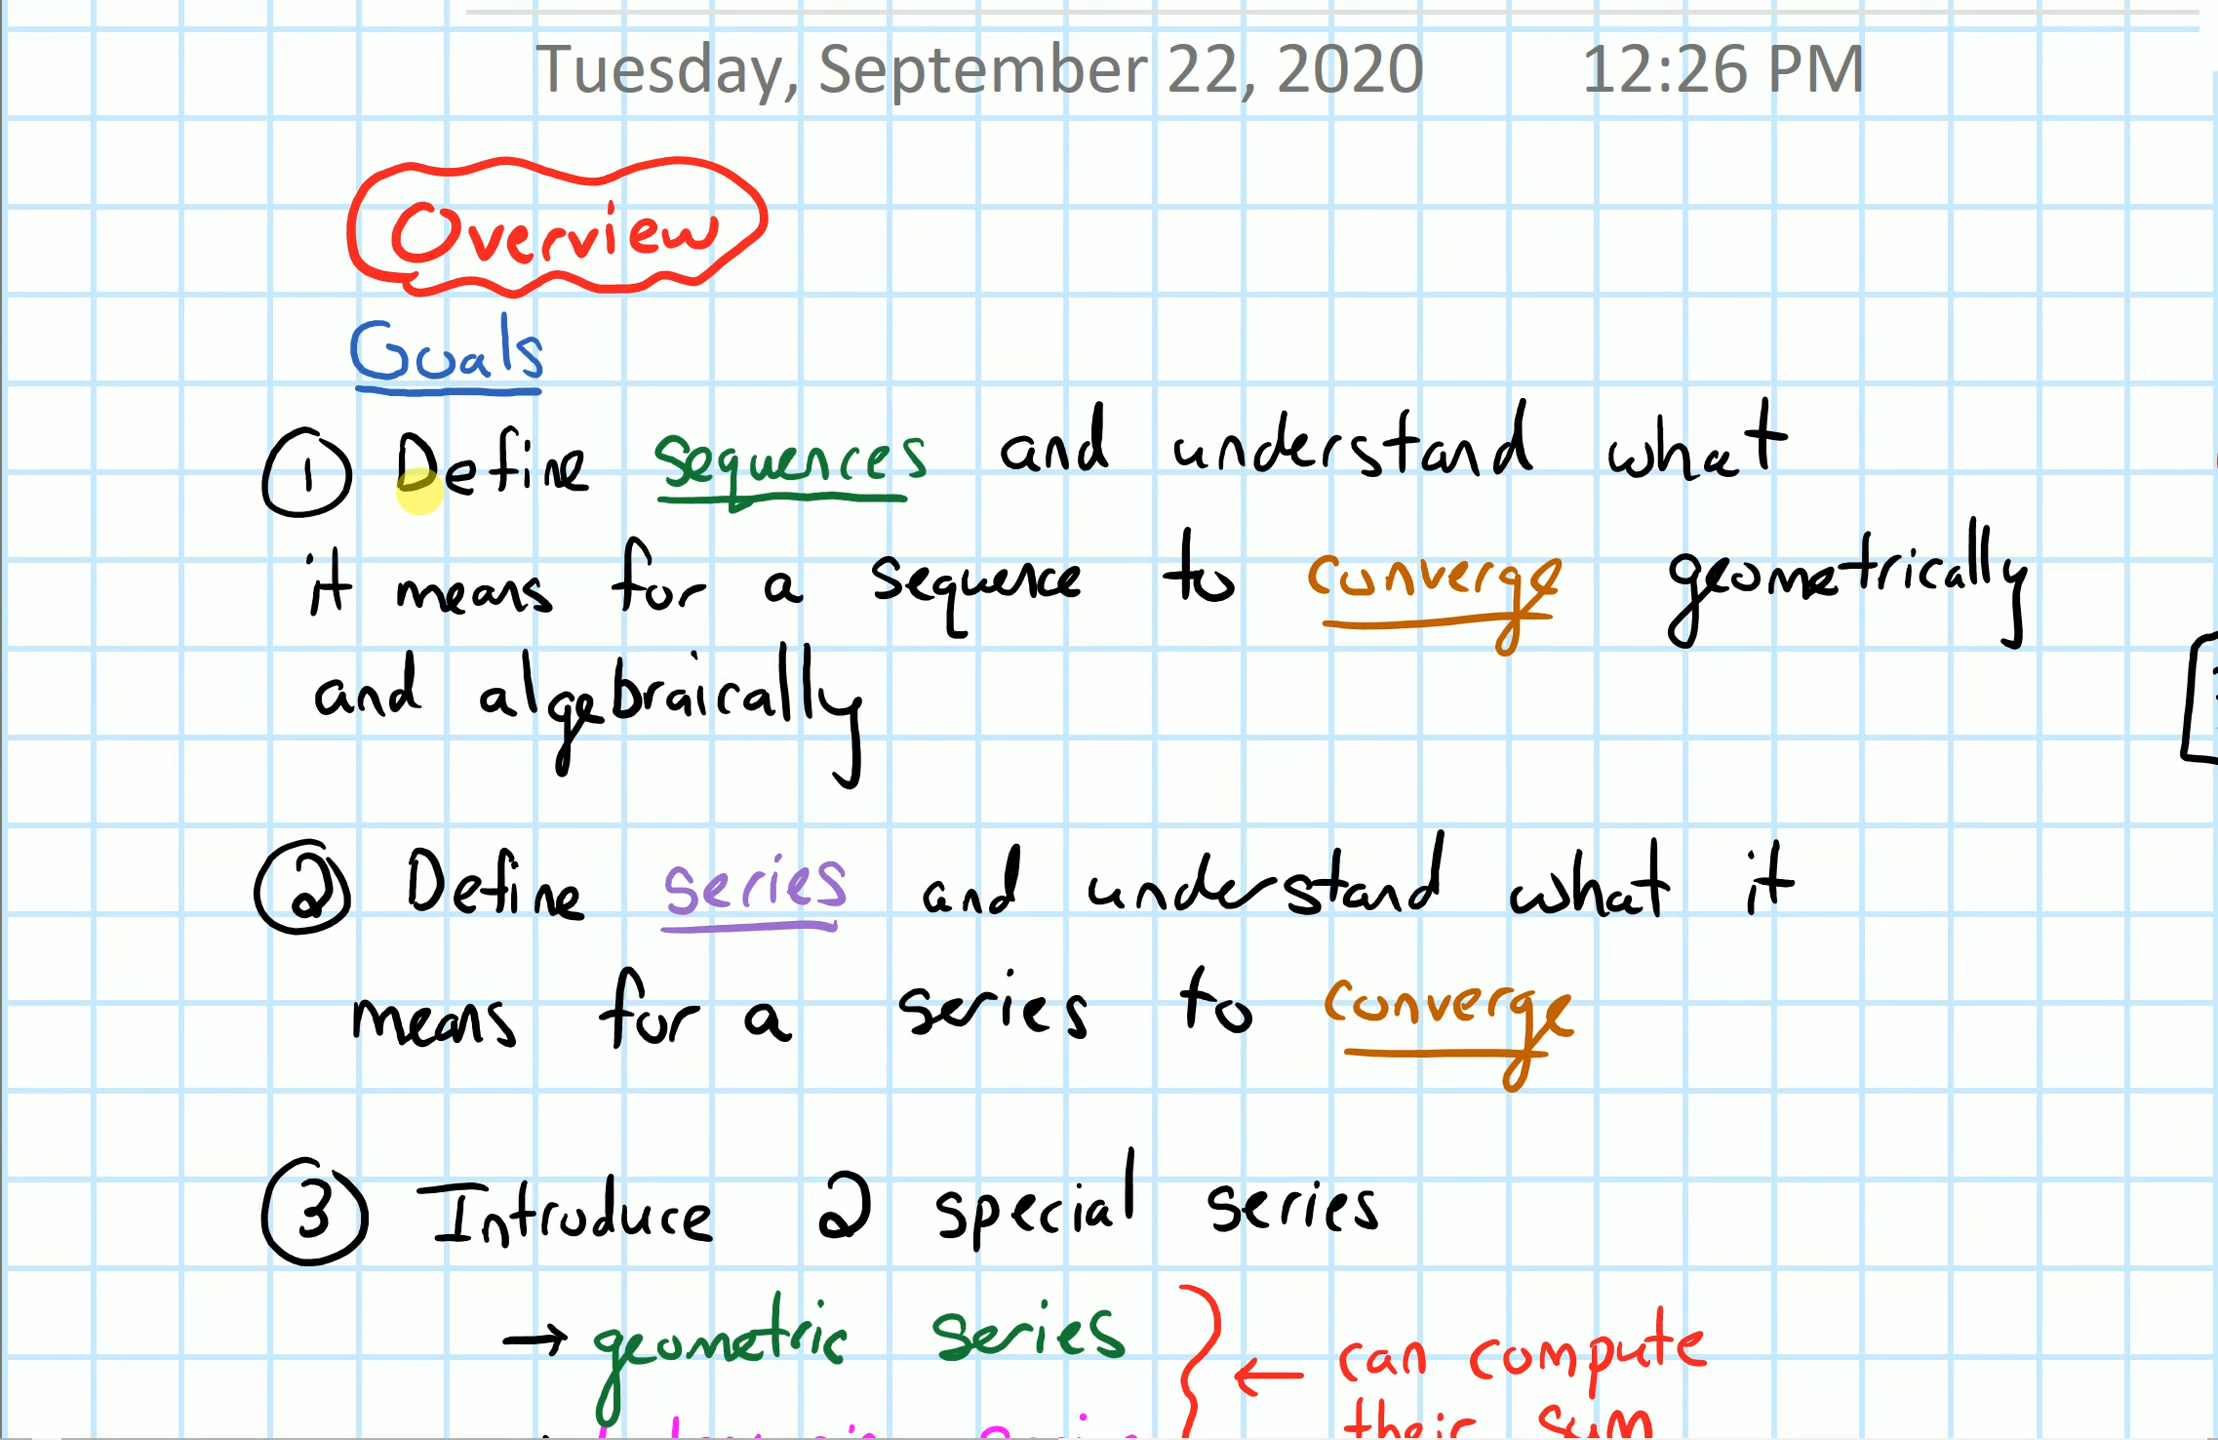 Tuesday, September 22, 2020 12:26 PM
Overview
Goals
① Define sequences and understand what
it means for a sequence to converge geometrically
and algebraically
② Define series and understand what it
means for a series to converge
③ Introduce 2 special series
→ geometric series ← can compute
their sum